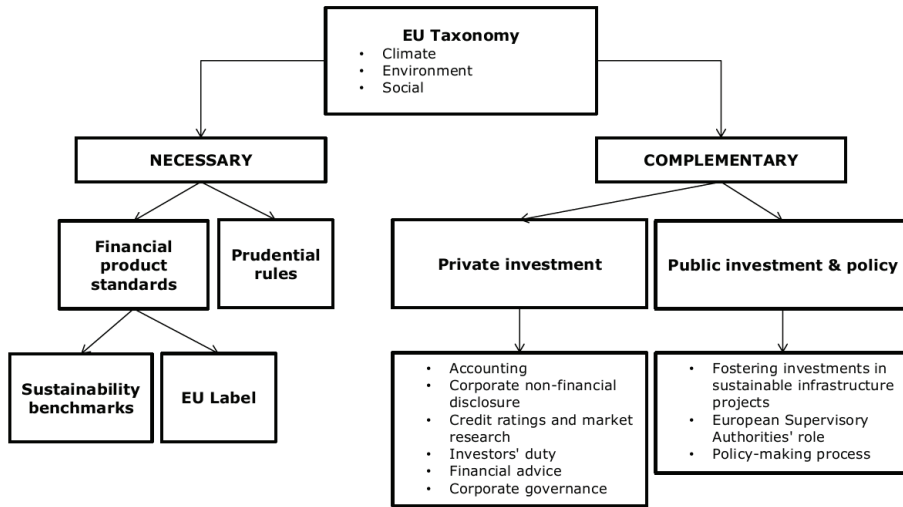 EU Taxonomy
• Climate
• Environment
• Social
NECESSARY
COMPLEMENTARY
Financial
product
standards
Prudential
rules
Private investment
Public investment & policy
Sustainability
benchmarks
EU Label
• Accounting
• Corporate non-financial
disclosure
• Credit ratings and market
research
• Investors' duty
• Financial advice
• Corporate governance
• Fostering investments in
sustainable infrastructure
projects
• European Supervisory
Authorities' role
• Policy-making process